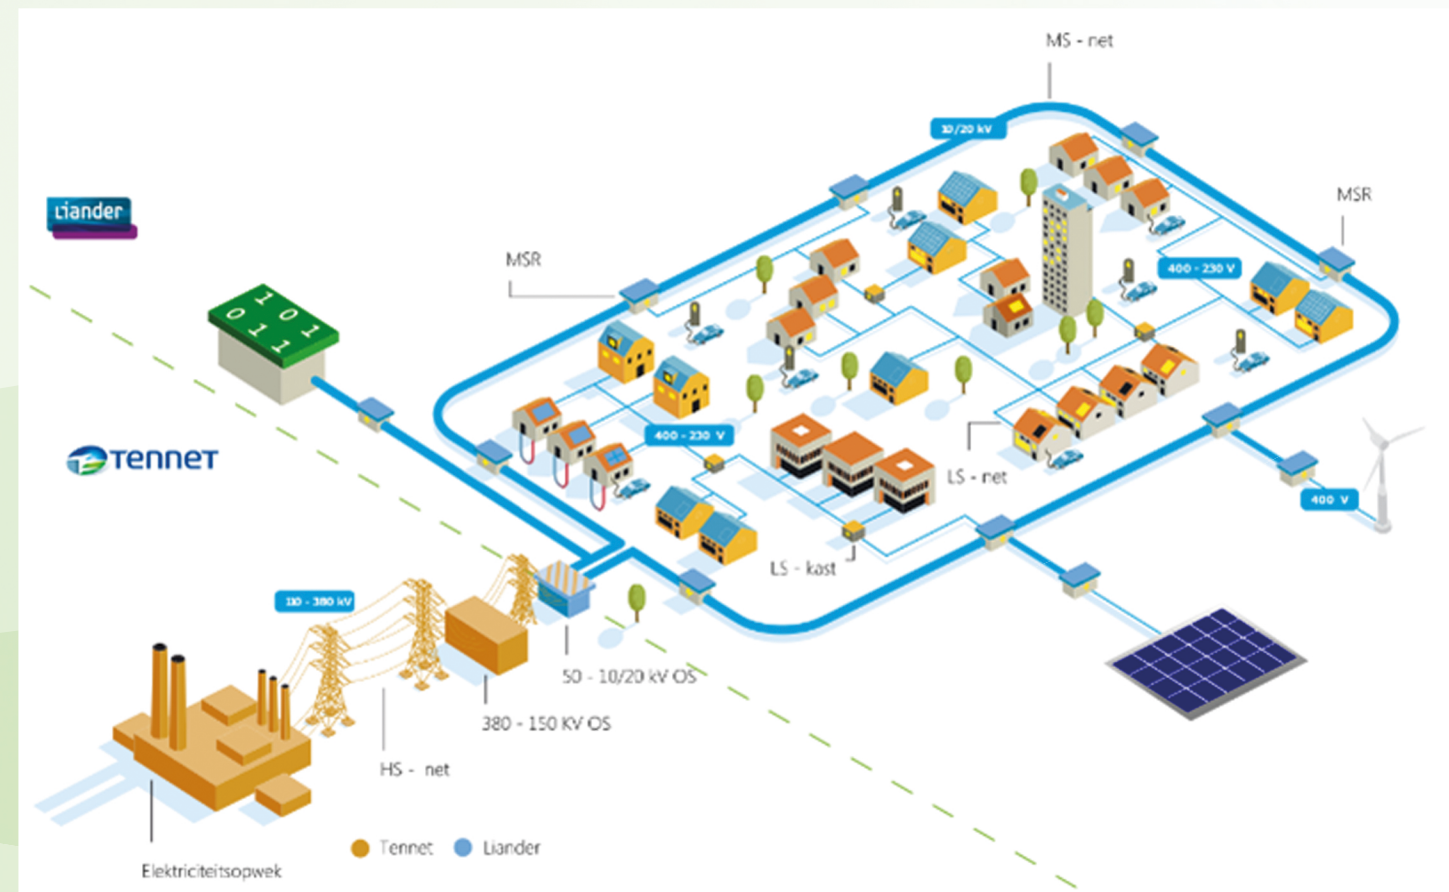 MS - net
10/20 kV
MSR
Liander
MSR
400 - 230 V
1 0 1
0 1 1
400 - 230 V
TENNET
LS - net
400 V
LS - kast
110 - 380 kV
50 - 10/20 kV OS
380 - 150 KV OS
HS - net
Tennet
Liander
Elektriciteitsopwek